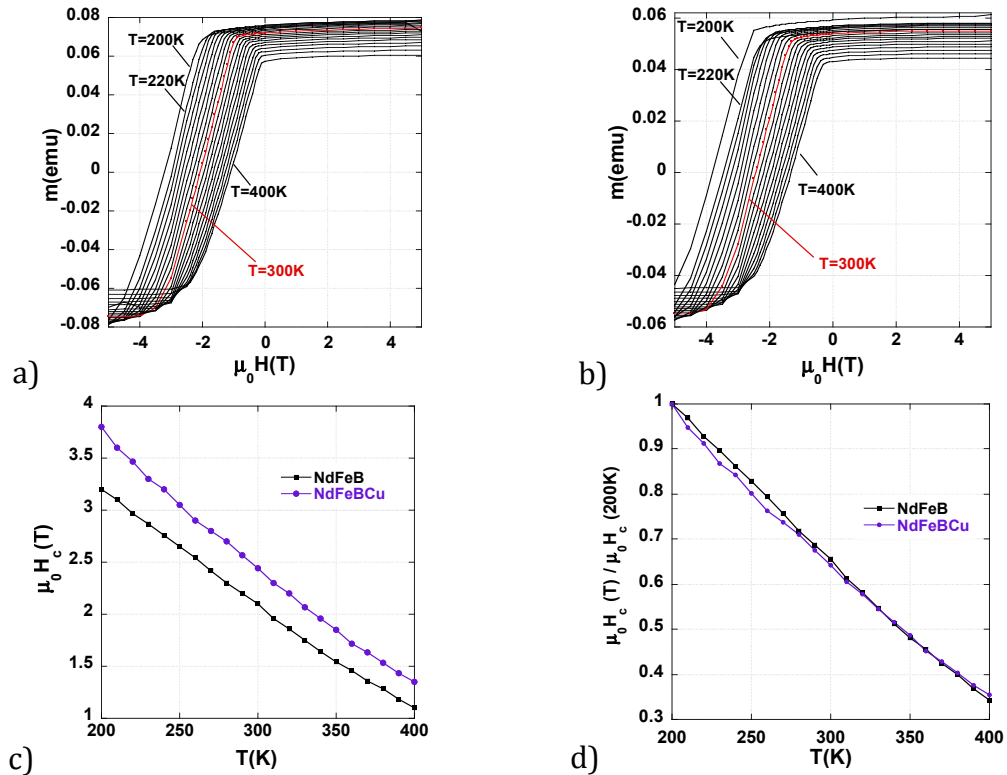 0.08
0.06
0.04
0.02
0
-0.02
-0.04
-0.06
-0.08
m(emu)
T=200K
T=220K
T=400K
T=300K
-4 -2 0 2 4
μ₀H(T)
a)
0.06
0.04
0.02
0
-0.02
-0.04
-0.06
m(emu)
T=200K
T=220K
T=400K
T=300K
-4 -2 0 2 4
μ₀H(T)
b)
4
3.5
3
2.5
2
1.5
1
μ₀H_c(T)
NdFeB
NdFeBCu
200 250 300 350 400
T(K)
c)
1
0.9
0.8
0.7
0.6
0.5
0.4
0.3
μ₀H_c(T) / μ₀H_c(200K)
NdFeB
NdFeBCu
200 250 300 350 400
T(K)
d)